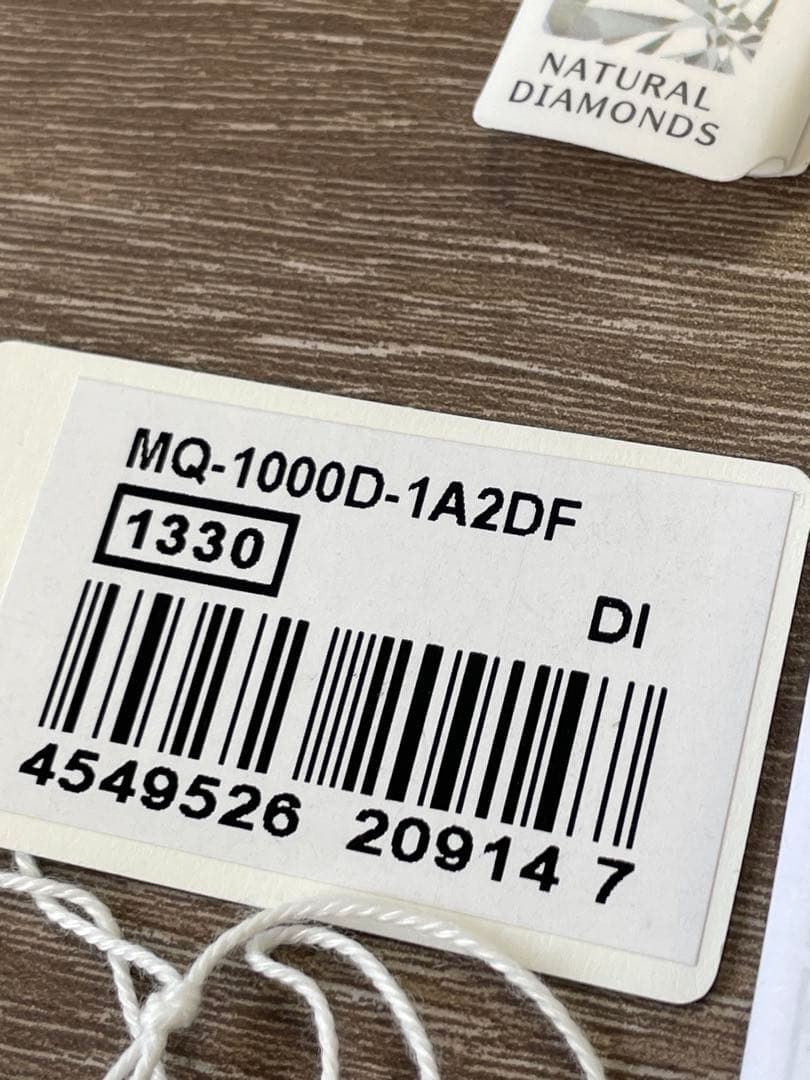 NATURAL
DIAMONDS
MQ-1000D-1A2DF
1330
DI
4549526 20914 7